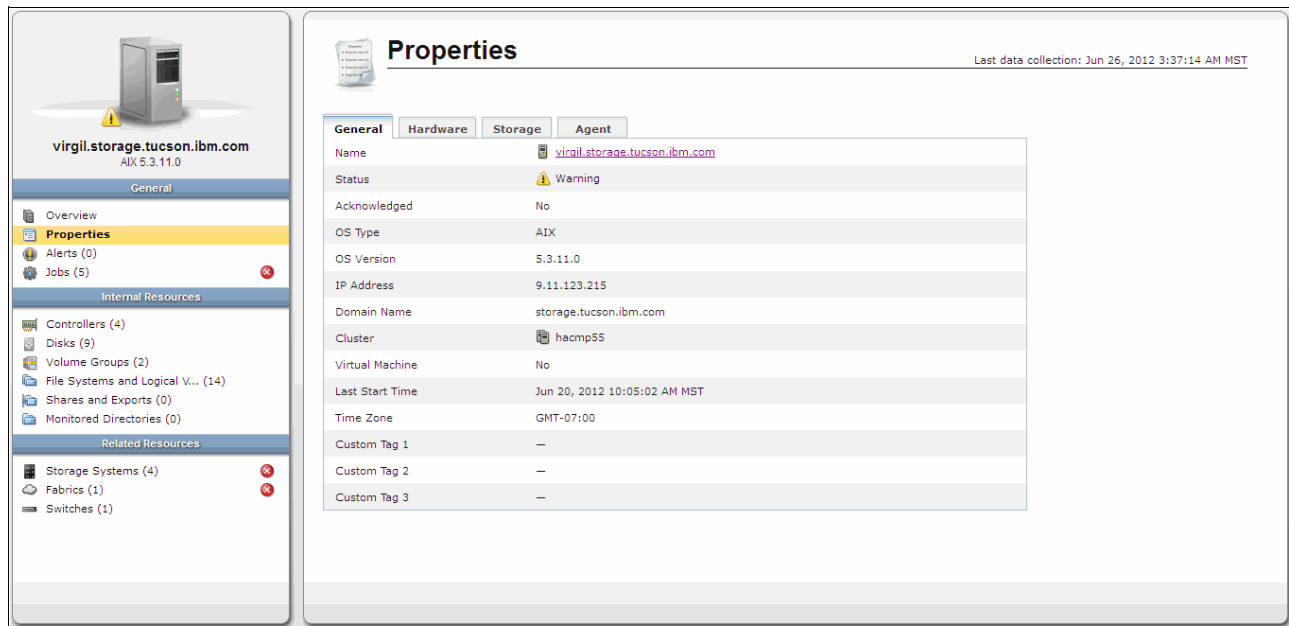 virgil.storage.tucson.ibm.com
AIX 5.3.11.0
General
Overview
Properties
Alerts (0)
Jobs (5)
Internal Resources
Controllers (4)
Disks (9)
Volume Groups (2)
File Systems and Logical V... (14)
Shares and Exports (0)
Monitored Directories (0)
Related Resources
Storage Systems (4)
Fabrics (1)
Switches (1)
Properties
Last data collection: Jun 26, 2012 3:37:14 AM MST
General Hardware Storage Agent
Name virgil.storage.tucson.ibm.com
Status Warning
Acknowledged No
OS Type AIX
OS Version 5.3.11.0
IP Address 9.11.123.215
Domain Name storage.tucson.ibm.com
Cluster hacmp55
Virtual Machine No
Last Start Time Jun 20, 2012 10:05:02 AM MST
Time Zone GMT-07:00
Custom Tag 1 —
Custom Tag 2 —
Custom Tag 3 —